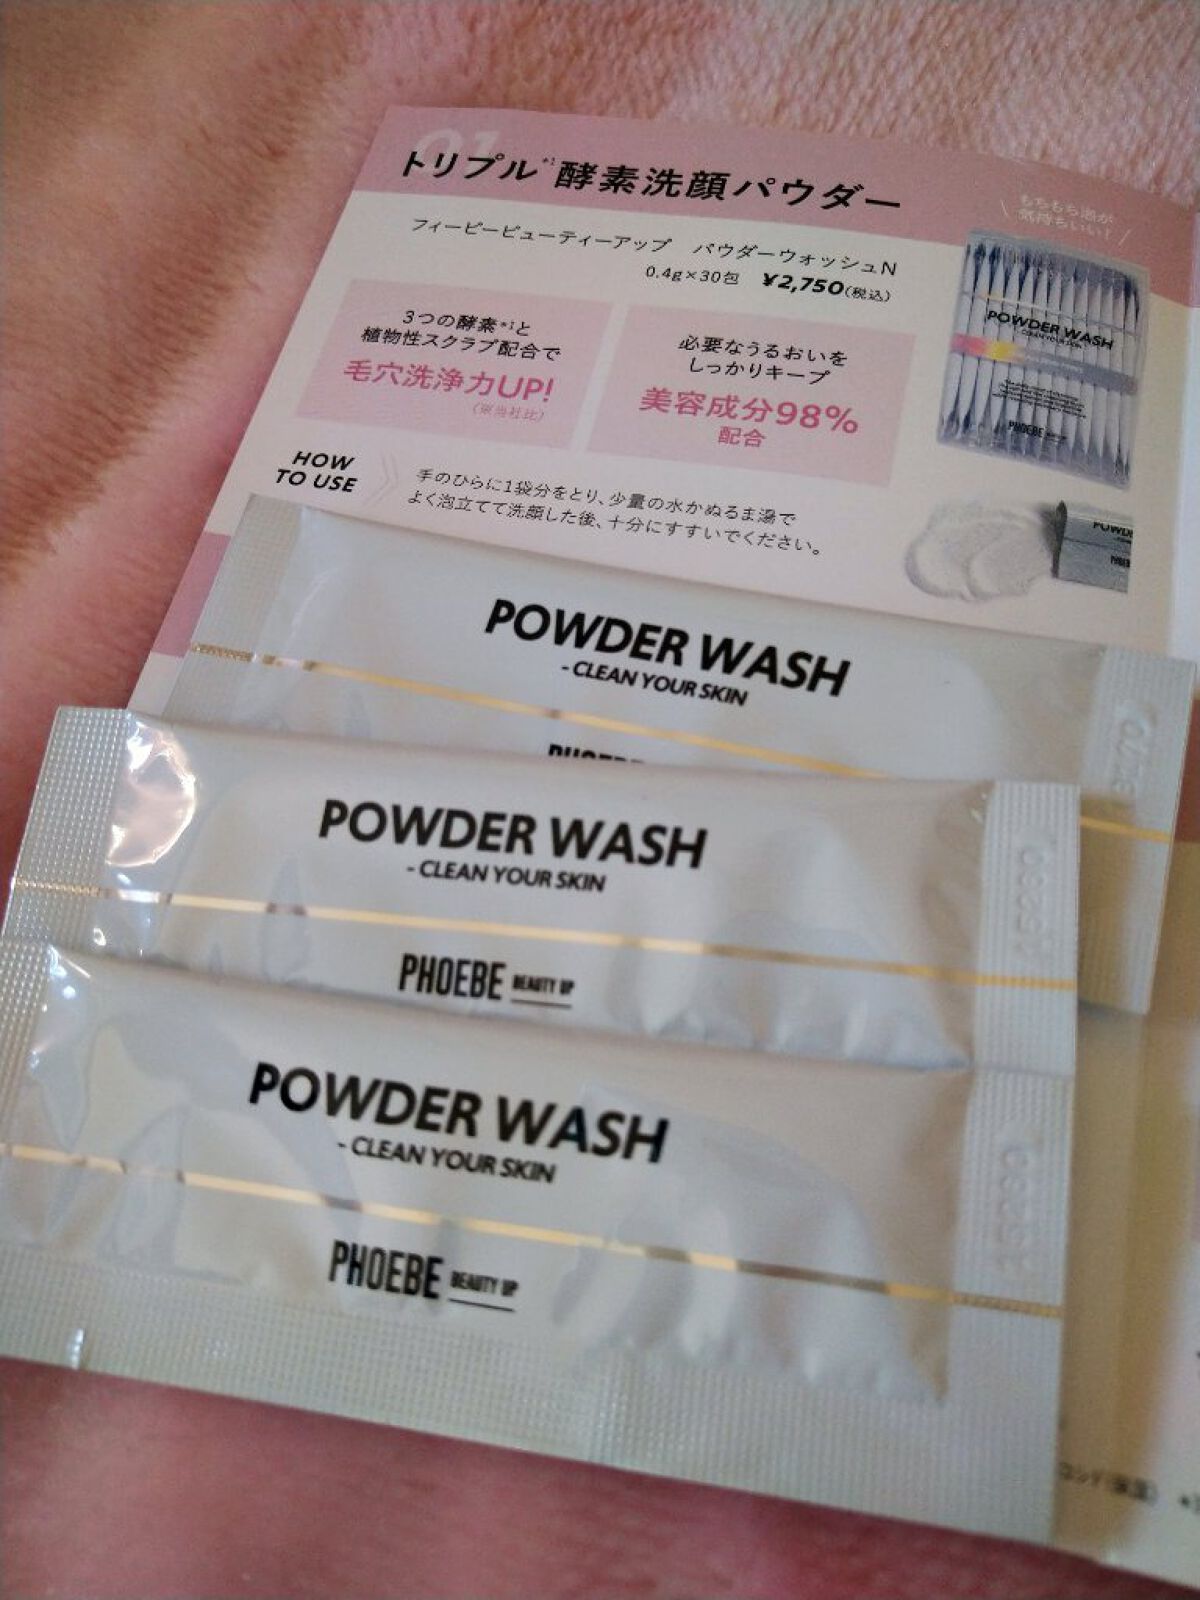 01
トリプル*1酵素洗顔パウダー
フィービービューティーアップ パウダーウォッシュN
0.4g×30包 ¥2,750(税込)
もちもち泡が
気持ちいい!
3つの酵素*1と
植物性スクラブ配合で
毛穴洗浄力UP!
(※当社比)
必要なうるおいを
しっかりキープ
美容成分98%
配合
POWDER WASH
CLEAN YOUR SKIN
PHOEBE
HOW
TO USE
手のひらに1袋分をとり、少量の水かぬるま湯で
よく泡立てて洗顔した後、十分にすすいでください。
POWDER WASH
- CLEAN YOUR SKIN
POWDER WASH
- CLEAN YOUR SKIN
PHOEBE BEAUTY UP
POWDER WASH
- CLEAN YOUR SKIN
PHOEBE BEAUTY UP